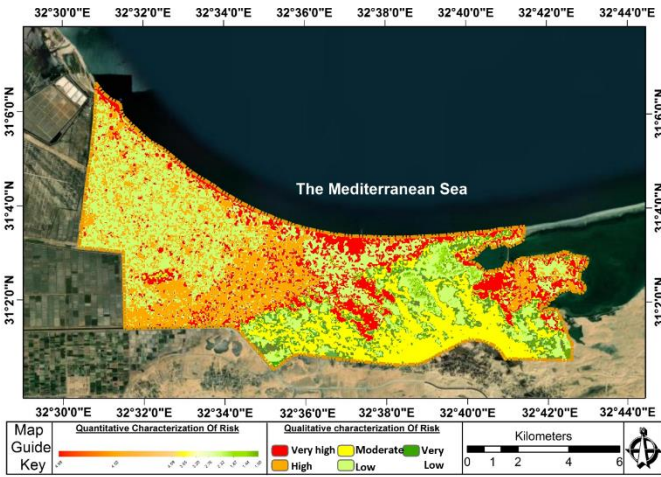 32°30'0"E 32°32'0"E 32°34'0"E 32°36'0"E 32°38'0"E 32°40'0"E 32°42'0"E 32°44'0"E
31°6'0"N 31°6'0"N
The Mediterranean Sea
31°4'0"N 31°4'0"N
31°2'0"N 31°2'0"N
32°30'0"E 32°32'0"E 32°34'0"E 32°36'0"E 32°38'0"E 32°40'0"E 32°42'0"E 32°44'0"E
Map Guide Key
Quantitative Characterization Of Risk
Qualitative characterization Of Risk
Very high Moderate Very Low
High Low
Kilometers
0 1 2 4 6